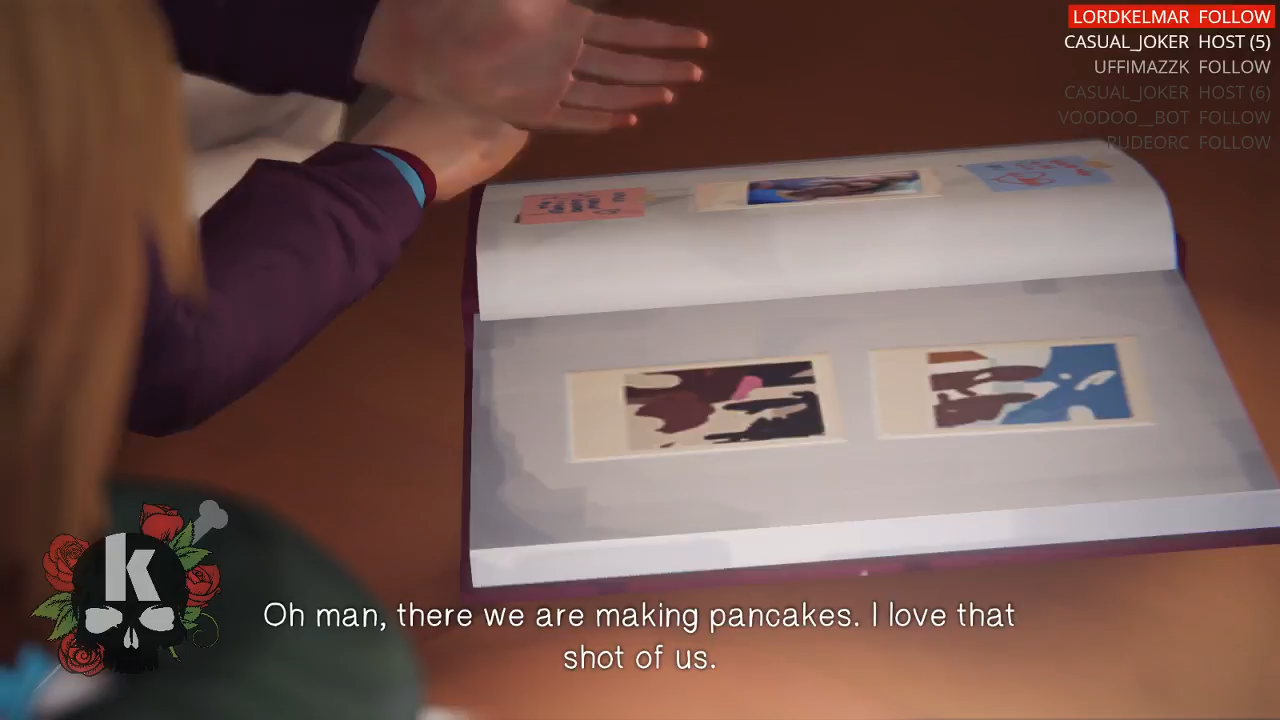 LORDKELMAR FOLLOW
CASUAL_JOKER HOST (5)
UFFIMAZZK FOLLOW
CASUAL_JOKER HOST (6)
VOODOO__BOT FOLLOW
RUDEORC FOLLOW
k
Oh man, there we are making pancakes. I love that
shot of us.